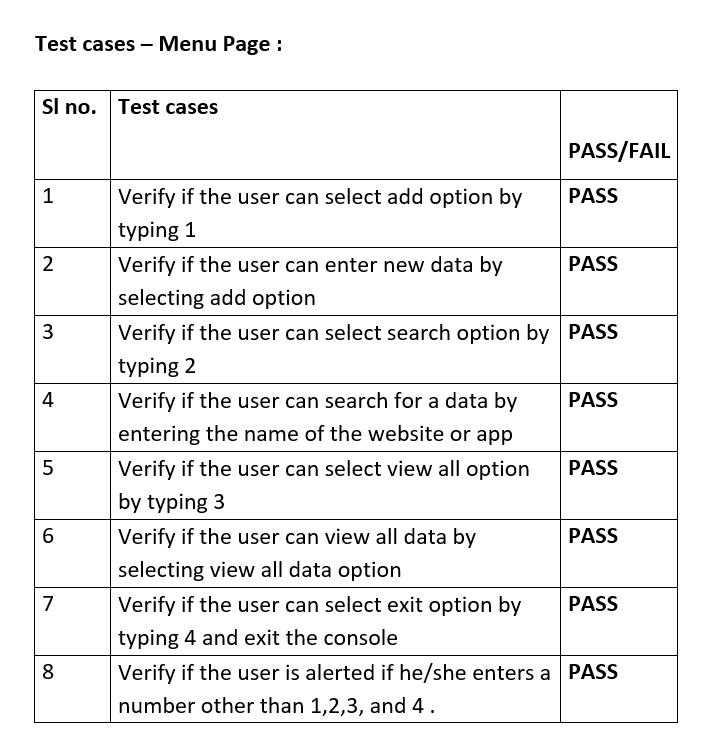 Test cases – Menu Page :
Sl no. Test cases
PASS/FAIL
1 Verify if the user can select add option by PASS
typing 1
2 Verify if the user can enter new data by PASS
selecting add option
3 Verify if the user can select search option by PASS
typing 2
4 Verify if the user can search for a data by PASS
entering the name of the website or app
5 Verify if the user can select view all option PASS
by typing 3
6 Verify if the user can view all data by PASS
selecting view all data option
7 Verify if the user can select exit option by PASS
typing 4 and exit the console
8 Verify if the user is alerted if he/she enters a PASS
number other than 1,2,3, and 4 .